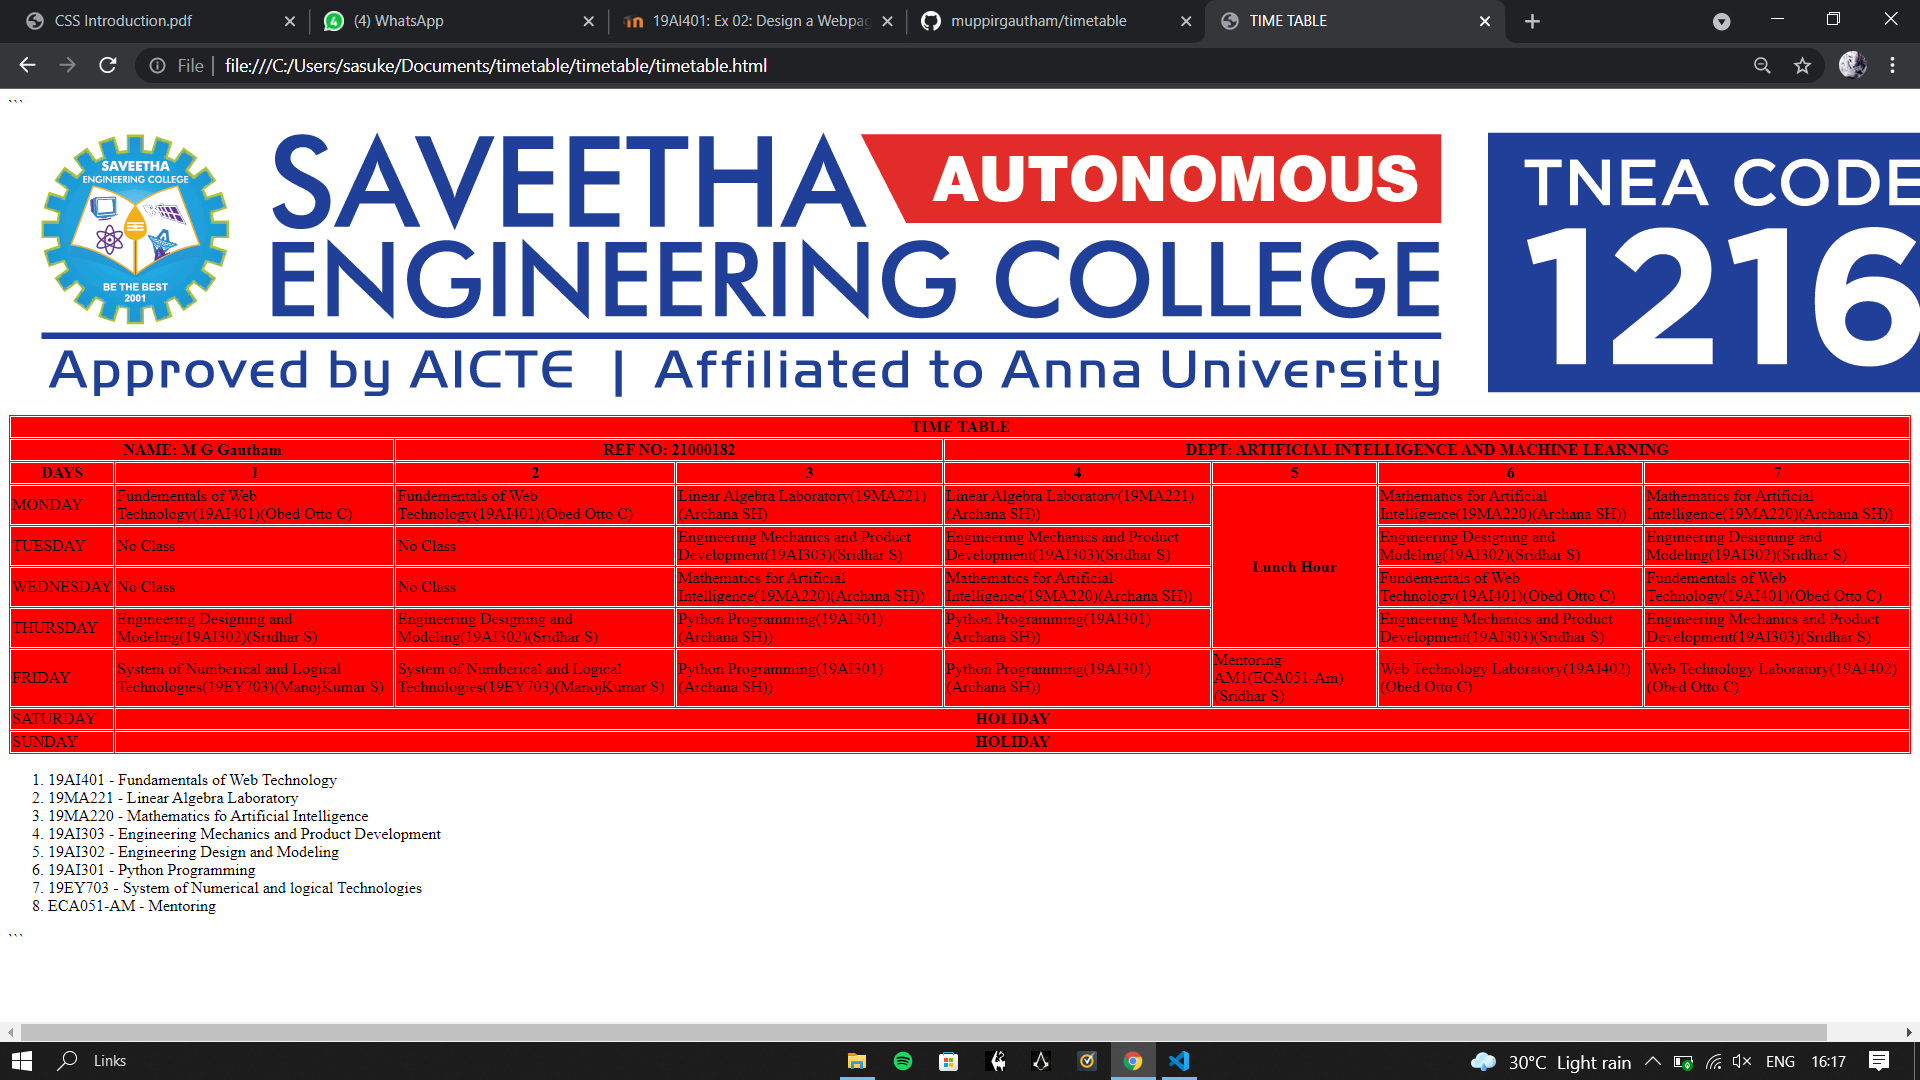 CSS Introduction.pdf
4 (4) WhatsApp
19AI401: Ex 02: Design a Webpag
muppirgautham/timetable
TIME TABLE
File | file:///C:/Users/sasuke/Documents/timetable/timetable/timetable.html
```
SAVEETHA
ENGINEERING COLLEGE
BE THE BEST
2001
SAVEETHA AUTONOMOUS
ENGINEERING COLLEGE
Approved by AICTE | Affiliated to Anna University
TNEA CODE
1216
TIME TABLE
NAME: M G Gautham REF NO: 21000182 DEPT: ARTIFICIAL INTELLIGENCE AND MACHINE LEARNING
DAYS 1 2 3 4 5 6 7
MONDAY
Fundementals of Web
Technology(19AI401)(Obed Otto C)
Fundementals of Web
Technology(19AI401)(Obed Otto C)
Linear Algebra Laboratory(19MA221)
(Archana SH)
Linear Algebra Laboratory(19MA221)
(Archana SH))
Lunch Hour
Mathematics for Artificial
Intelligence(19MA220)(Archana SH))
Mathematics for Artificial
Intelligence(19MA220)(Archana SH))
TUESDAY
No Class
No Class
Engineering Mechanics and Product
Development(19AI303)(Sridhar S)
Engineering Mechanics and Product
Development(19AI303)(Sridhar S)
Engineering Designing and
Modeling(19AI302)(Sridhar S)
Engineering Designing and
Modeling(19AI302)(Sridhar S)
WEDNESDAY
No Class
No Class
Mathematics for Artificial
Intelligence(19MA220)(Archana SH))
Mathematics for Artificial
Intelligence(19MA220)(Archana SH))
Fundementals of Web
Technology(19AI401)(Obed Otto C)
Fundementals of Web
Technology(19AI401)(Obed Otto C)
THURSDAY
Engineering Designing and
Modeling(19AI302)(Sridhar S)
Engineering Designing and
Modeling(19AI302)(Sridhar S)
Python Programming(19AI301)
(Archana SH))
Python Programming(19AI301)
(Archana SH))
Engineering Mechanics and Product
Development(19AI303)(Sridhar S)
Engineering Mechanics and Product
Development(19AI303)(Sridhar S)
FRIDAY
System of Numberical and Logical
Technologies(19EY703)(ManojKumar S)
System of Numberical and Logical
Technologies(19EY703)(ManojKumar S)
Python Programming(19AI301)
(Archana SH))
Python Programming(19AI301)
(Archana SH))
Mentoring-
AM1(ECA051-Am)
(Sridhar S)
Web Technology Laboratory(19AI402)
(Obed Otto C)
Web Technology Laboratory(19AI402)
(Obed Otto C)
SATURDAY HOLIDAY
SUNDAY HOLIDAY
1. 19AI401 - Fundamentals of Web Technology
2. 19MA221 - Linear Algebra Laboratory
3. 19MA220 - Mathematics fo Artificial Intelligence
4. 19AI303 - Engineering Mechanics and Product Development
5. 19AI302 - Engineering Design and Modeling
6. 19AI301 - Python Programming
7. 19EY703 - System of Numerical and logical Technologies
8. ECA051-AM - Mentoring
```
Links
30°C Light rain ENG 16:17